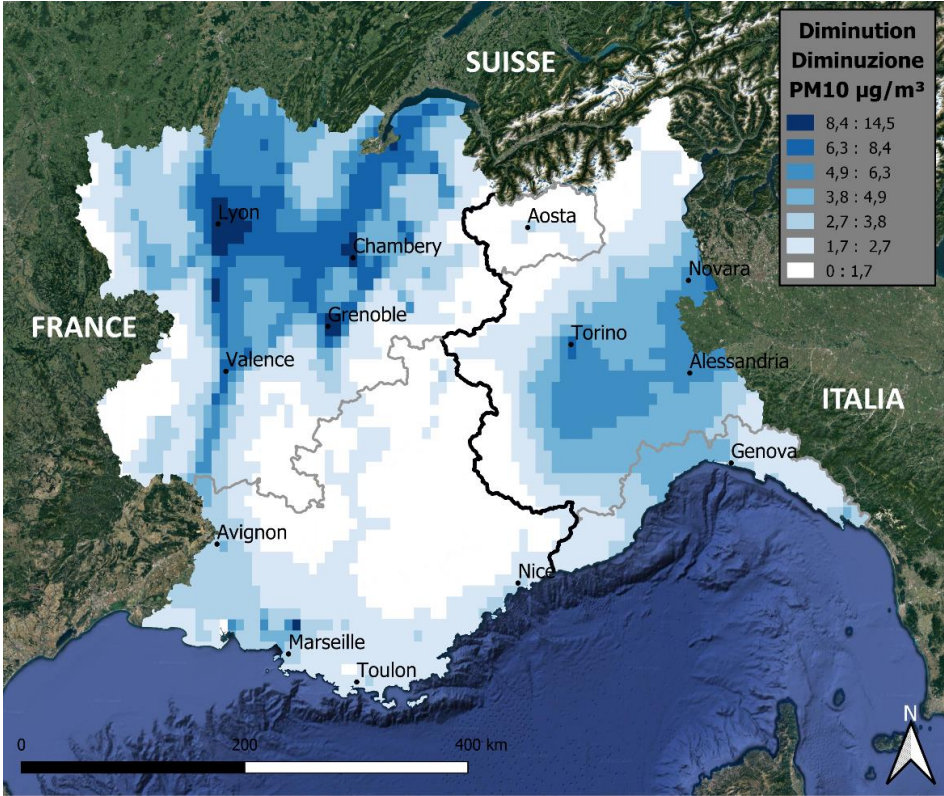 SUISSE
Diminution
Diminuzione
PM10 µg/m³
8,4 : 14,5
6,3 : 8,4
4,9 : 6,3
3,8 : 4,9
2,7 : 3,8
1,7 : 2,7
0 : 1,7
Lyon
Aosta
Chambery
Novara
FRANCE
Grenoble
Torino
Valence
Alessandria
ITALIA
Genova
Avignon
Nice
Marseille
Toulon
N
0 200 400 km